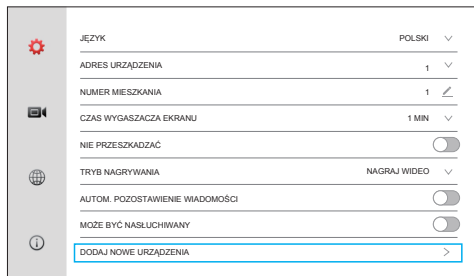 JĘZYK POLSKI
ADRES URZĄDZENIA 1
NUMER MIESZKANIA 1
CZAS WYGASZACZA EKRANU 1 MIN
NIE PRZESZKADZAĆ
TRYB NAGRYWANIA NAGRAJ WIDEO
AUTOM. POZOSTAWIENIE WIADOMOŚCI
MOŻE BYĆ NASŁUCHIWANY
DODAJ NOWE URZĄDZENIA